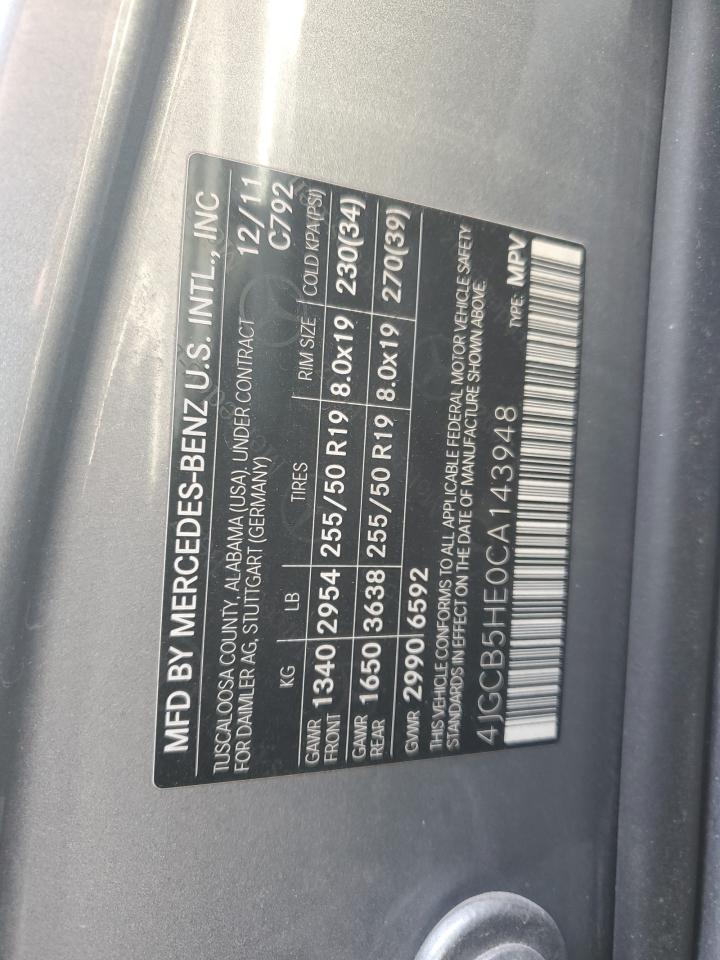 MFD BY MERCEDES-BENZ U.S. INTL., INC
TUSCALOOSA COUNTY, ALABAMA (USA). UNDER CONTRACT 12/11
FOR DAIMLER AG, STUTTGART (GERMANY) C792
KG LB TIRES RIM SIZE COLD KPA (PSI)
GAWR FRONT 1340 2954 255/50 R19 8.0x19 230(34)
GAWR REAR 1650 3638 255/50 R19 8.0x19 270(39)
GVWR 2990 6592
THIS VEHICLE CONFORMS TO ALL APPLICABLE FEDERAL MOTOR VEHICLE SAFETY
STANDARDS IN EFFECT ON THE DATE OF MANUFACTURE SHOWN ABOVE.
4JGCB5HE0CA143948 TYPE: MPV